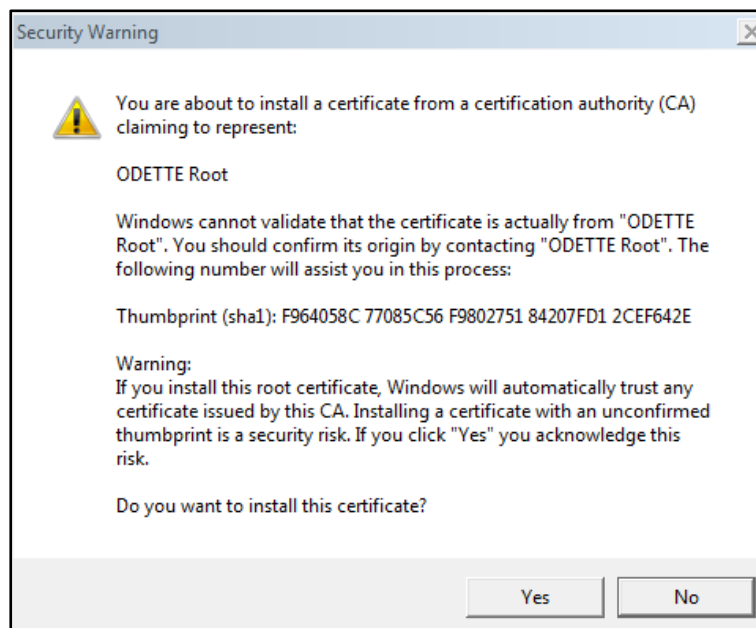 Security Warning
You are about to install a certificate from a certification authority (CA)
claiming to represent:
ODETTE Root
Windows cannot validate that the certificate is actually from "ODETTE
Root". You should confirm its origin by contacting "ODETTE Root". The
following number will assist you in this process:
Thumbprint (sha1): F964058C 77085C56 F9802751 84207FD1 2CEF642E
Warning:
If you install this root certificate, Windows will automatically trust any
certificate issued by this CA. Installing a certificate with an unconfirmed
thumbprint is a security risk. If you click "Yes" you acknowledge this
risk.
Do you want to install this certificate?
Yes
No